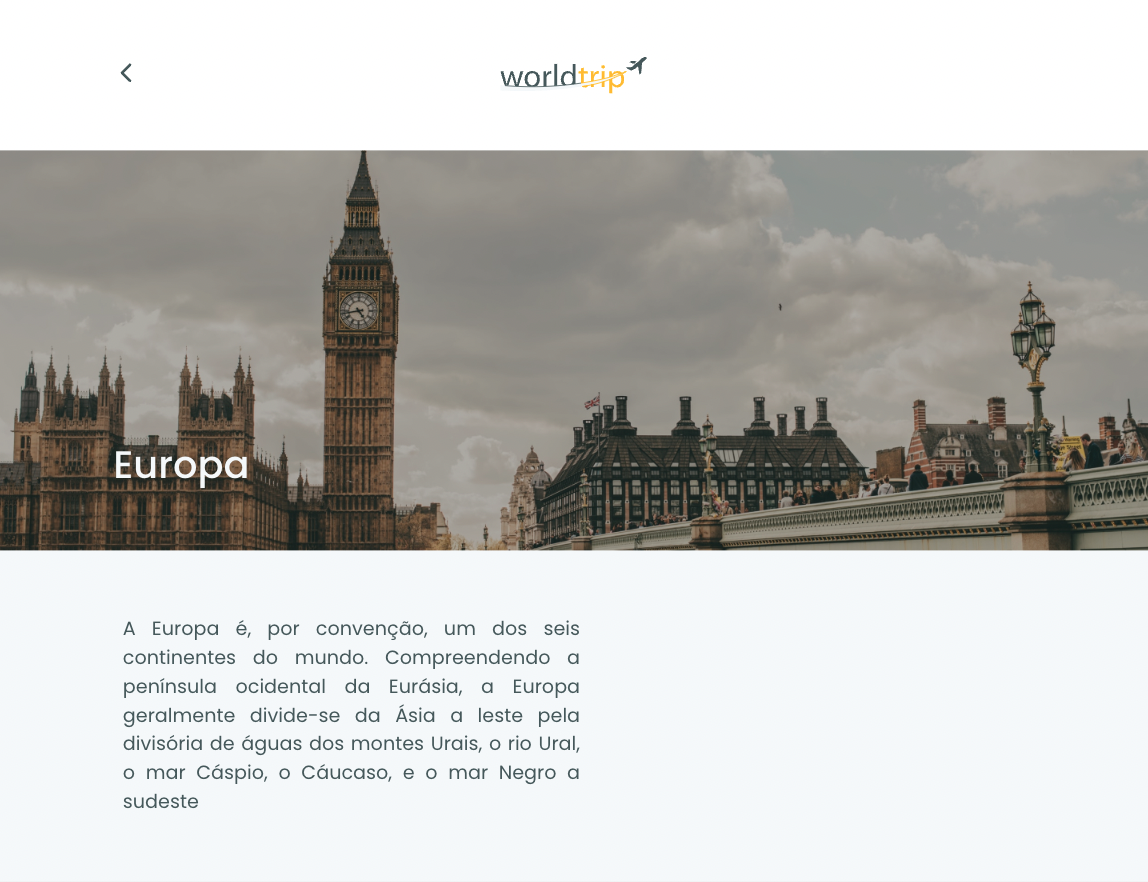 worldtrip
Europa
A Europa é, por convenção, um dos seis
continentes do mundo. Compreendendo a
península ocidental da Eurásia, a Europa
geralmente divide-se da Ásia a leste pela
divisória de águas dos montes Urais, o rio Ural,
o mar Cáspio, o Cáucaso, e o mar Negro a
sudeste